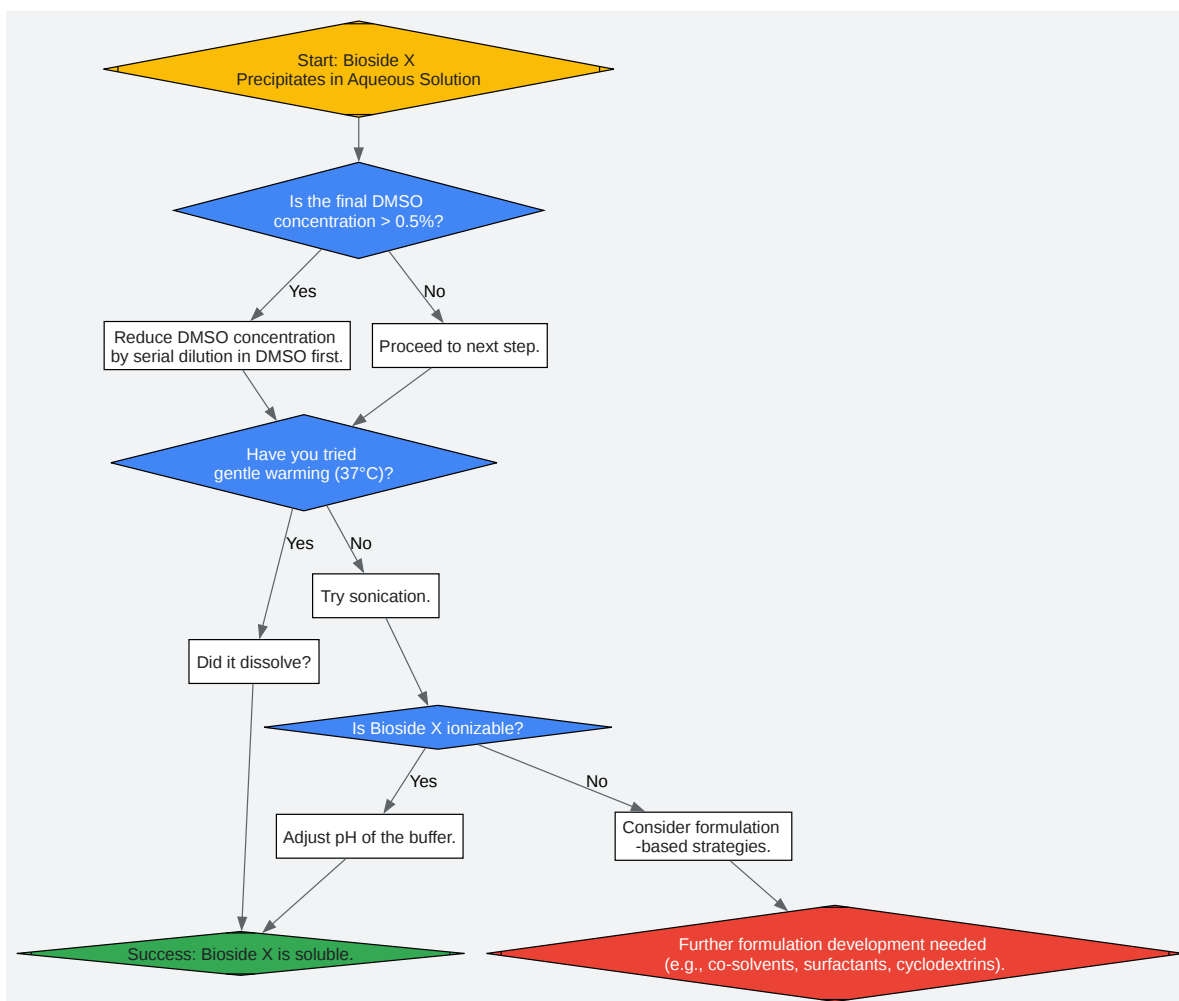 Start: Bioside X
Precipitates in Aqueous Solution
Is the final DMSO
concentration > 0.5%?
Yes
No
Reduce DMSO concentration
by serial dilution in DMSO first.
Proceed to next step.
Have you tried
gentle warming (37°C)?
Yes
No
Try sonication.
Did it dissolve?
Is Bioside X ionizable?
Yes
No
Adjust pH of the buffer.
Consider formulation
-based strategies.
Success: Bioside X is soluble.
Further formulation development needed
(e.g., co-solvents, surfactants, cyclodextrins).